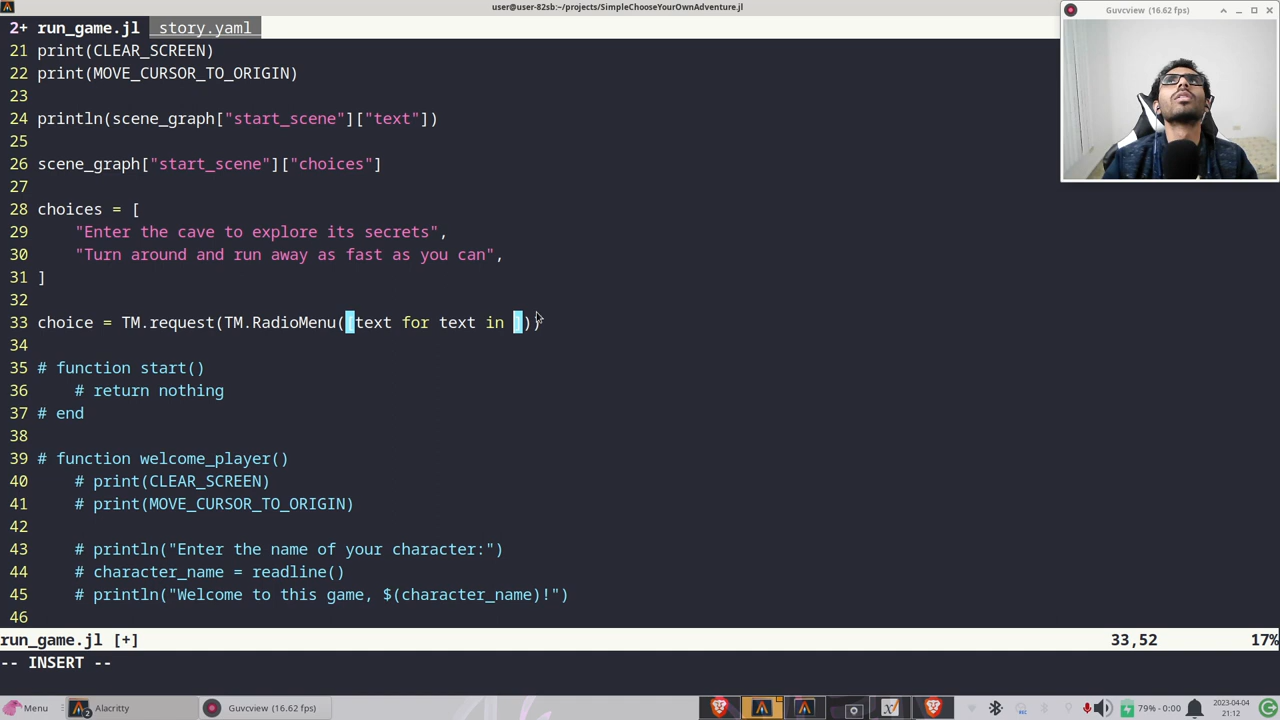 user@user-82sb:~/projects/SimpleChooseYourOwnAdventure.jl
2+ run_game.jl story.yaml
Guvcview (16.62 fps)
21 print(CLEAR_SCREEN)
22 print(MOVE_CURSOR_TO_ORIGIN)
23
24 println(scene_graph["start_scene"]["text"])
25
26 scene_graph["start_scene"]["choices"]
27
28 choices = [
29 "Enter the cave to explore its secrets",
30 "Turn around and run away as fast as you can",
31 ]
32
33 choice = TM.request(TM.RadioMenu([text for text in ]))
34
35 # function start()
36 # return nothing
37 # end
38
39 # function welcome_player()
40 # print(CLEAR_SCREEN)
41 # print(MOVE_CURSOR_TO_ORIGIN)
42
43 # println("Enter the name of your character:")
44 # character_name = readline()
45 # println("Welcome to this game, $(character_name)!")
46
run_game.jl [+] 33,52 17%
-- INSERT --
Menu Alacritty Guvcview (16.62 fps) 79% - 0:00 2023-04-04
21:12